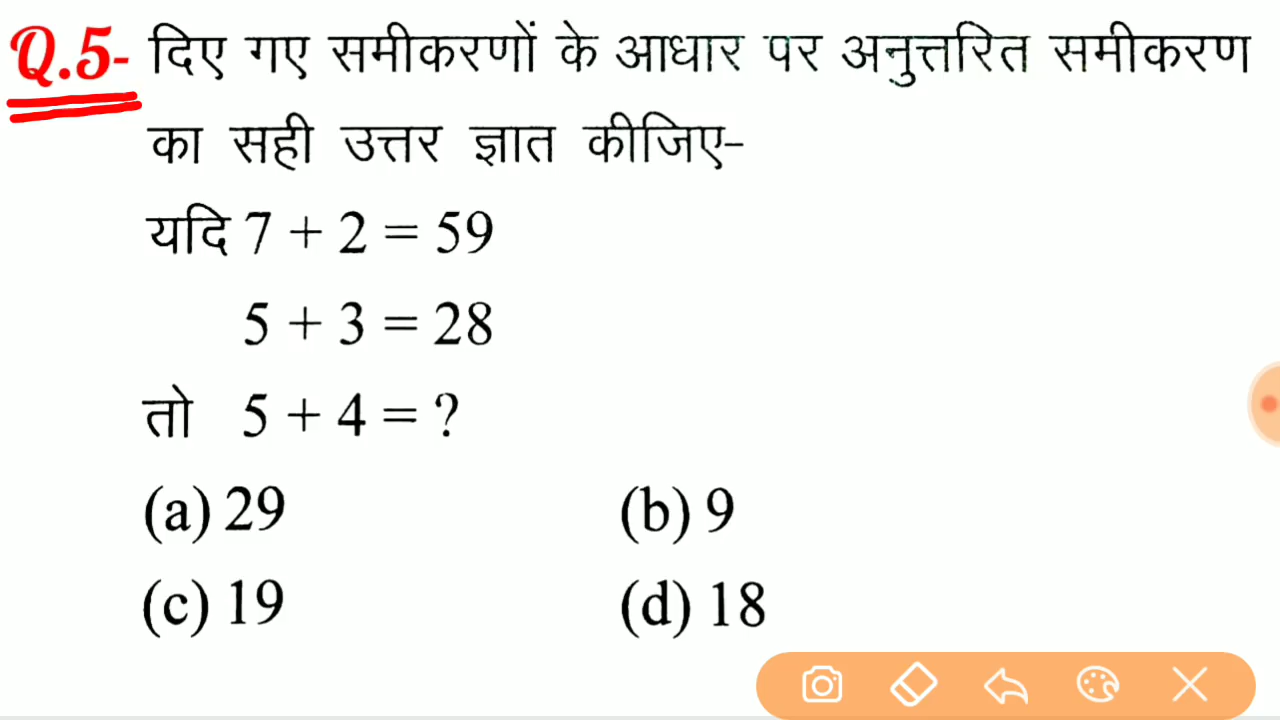 Q.5- दिए गए समीकरणों के आधार पर अनुत्तरित समीकरण
का सही उत्तर ज्ञात कीजिए-
यदि 7 + 2 = 59
5 + 3 = 28
तो 5 + 4 = ?
(a) 29 (b) 9
(c) 19 (d) 18